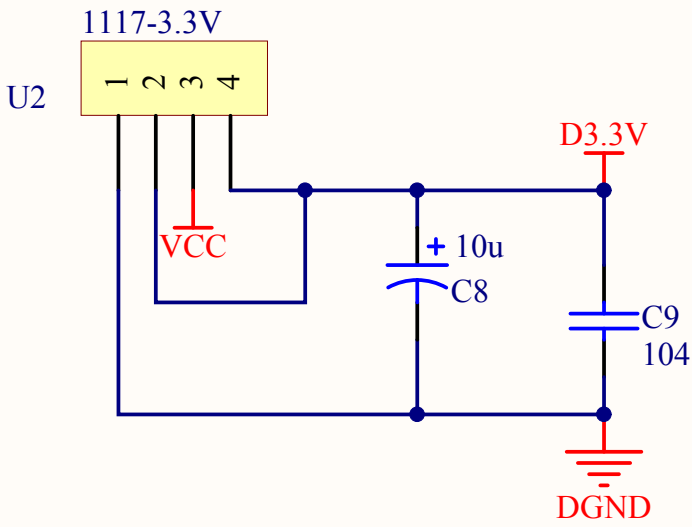 1117-3.3V
U2
1 2 3 4
D3.3V
VCC
+ 10u
C8
C9
104
DGND